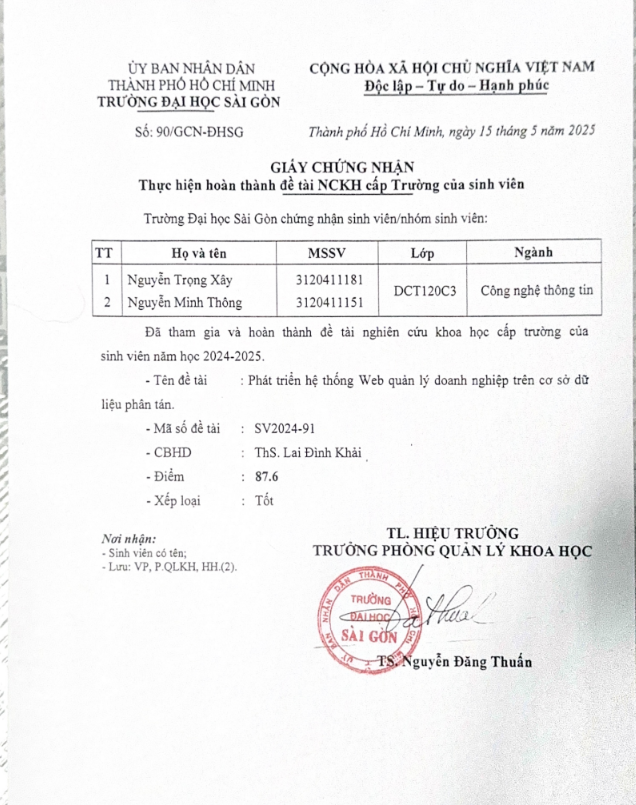 ỦY BAN NHÂN DÂN
THÀNH PHỐ HỒ CHÍ MINH
TRƯỜNG ĐẠI HỌC SÀI GÒN
Số: 90/GCN-ĐHSG
CỘNG HÒA XÃ HỘI CHỦ NGHĨA VIỆT NAM
Độc lập – Tự do – Hạnh phúc
Thành phố Hồ Chí Minh, ngày 15 tháng 5 năm 2025
GIẤY CHỨNG NHẬN
Thực hiện hoàn thành đề tài NCKH cấp Trường của sinh viên
Trường Đại học Sài Gòn chứng nhận sinh viên/nhóm sinh viên:
TT Họ và tên MSSV Lớp Ngành
1 Nguyễn Trọng Xây 3120411181 DCT120C3 Công nghệ thông tin
2 Nguyễn Minh Thông 3120411151
Đã tham gia và hoàn thành đề tài nghiên cứu khoa học cấp trường của
sinh viên năm học 2024-2025.
- Tên đề tài : Phát triển hệ thống Web quản lý doanh nghiệp trên cơ sở dữ
liệu phân tán.
- Mã số đề tài : SV2024-91
- CBHD : ThS. Lai Đình Khải
- Điểm : 87.6
- Xếp loại : Tốt
Nơi nhận:
- Sinh viên có tên;
- Lưu: VP, P.QLKH, HH.(2).
TL. HIỆU TRƯỞNG
TRƯỞNG PHÒNG QUẢN LÝ KHOA HỌC
ỦY BAN NHÂN DÂN THÀNH PHỐ HỒ CHÍ MINH
TRƯỜNG
ĐẠI HỌC
SÀI GÒN
TS. Nguyễn Đăng Thuấn